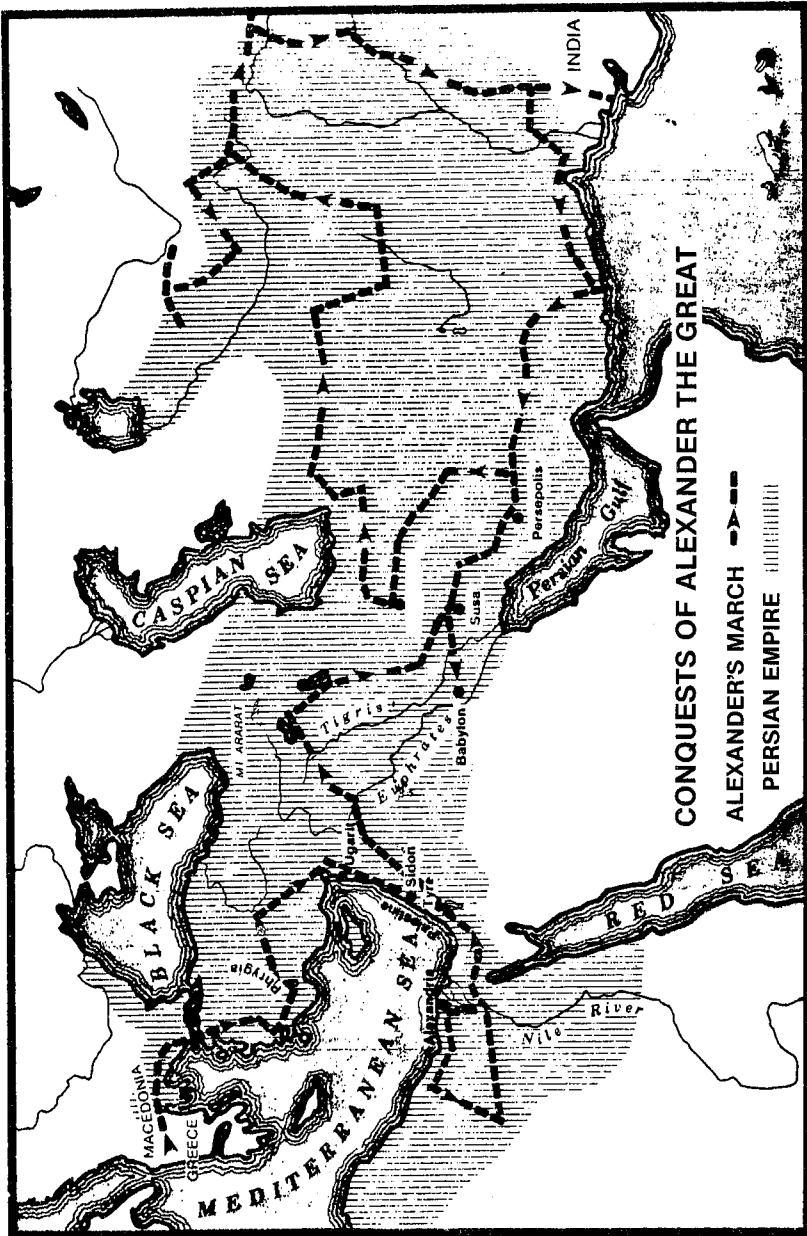 CONQUESTS OF ALEXANDER THE GREAT
ALEXANDER'S MARCH
PERSIAN EMPIRE
MACEDONIA
GREECE
BLACK SEA
CASPIAN
SEA
MEDITERRANEAN SEA
RED SEA
Persian Gulf
INDIA
MT ARARAT
Phrygia
Ugarit
Sidon
Tyre
Palestine
Alexandria
Nile River
Tigris
Euphrates
Babylon
Susa
Persepolis